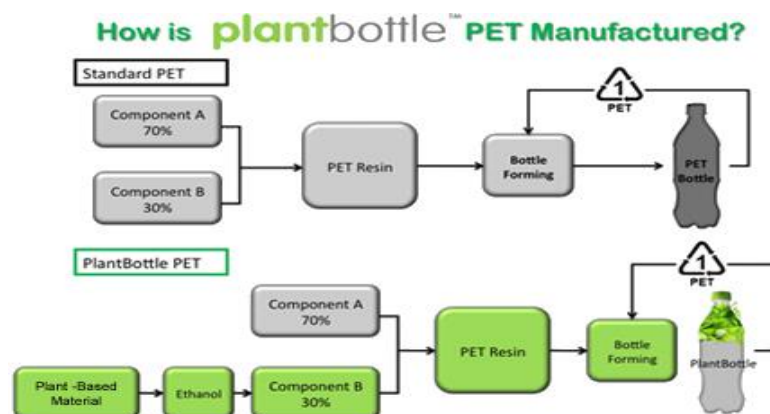 How is plantbottle™ PET Manufactured?
Standard PET
Component A
70%
Component B
30%
PET Resin
Bottle
Forming
1
PET
PET
Bottle
PlantBottle PET
Component A
70%
Plant -Based
Material
Ethanol
Component B
30%
PET Resin
Bottle
Forming
1
PET
PlantBottle